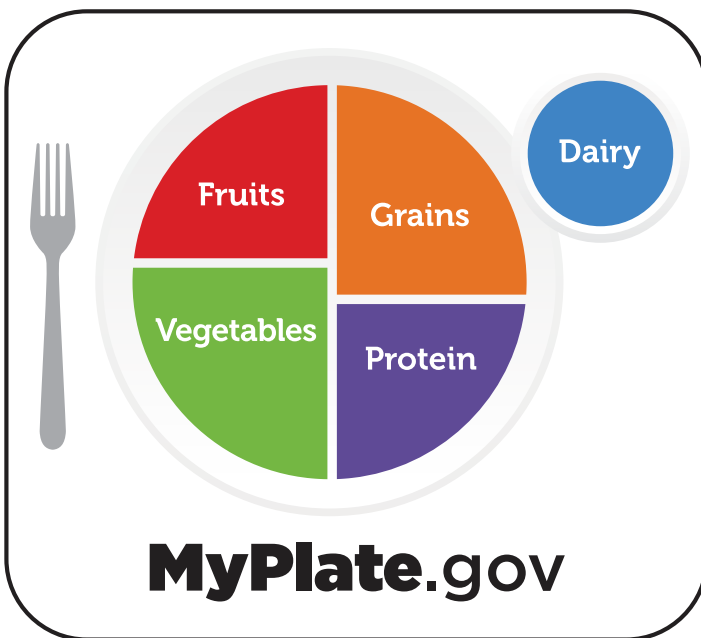 Fruits
Grains
Dairy
Vegetables
Protein
MyPlate.gov